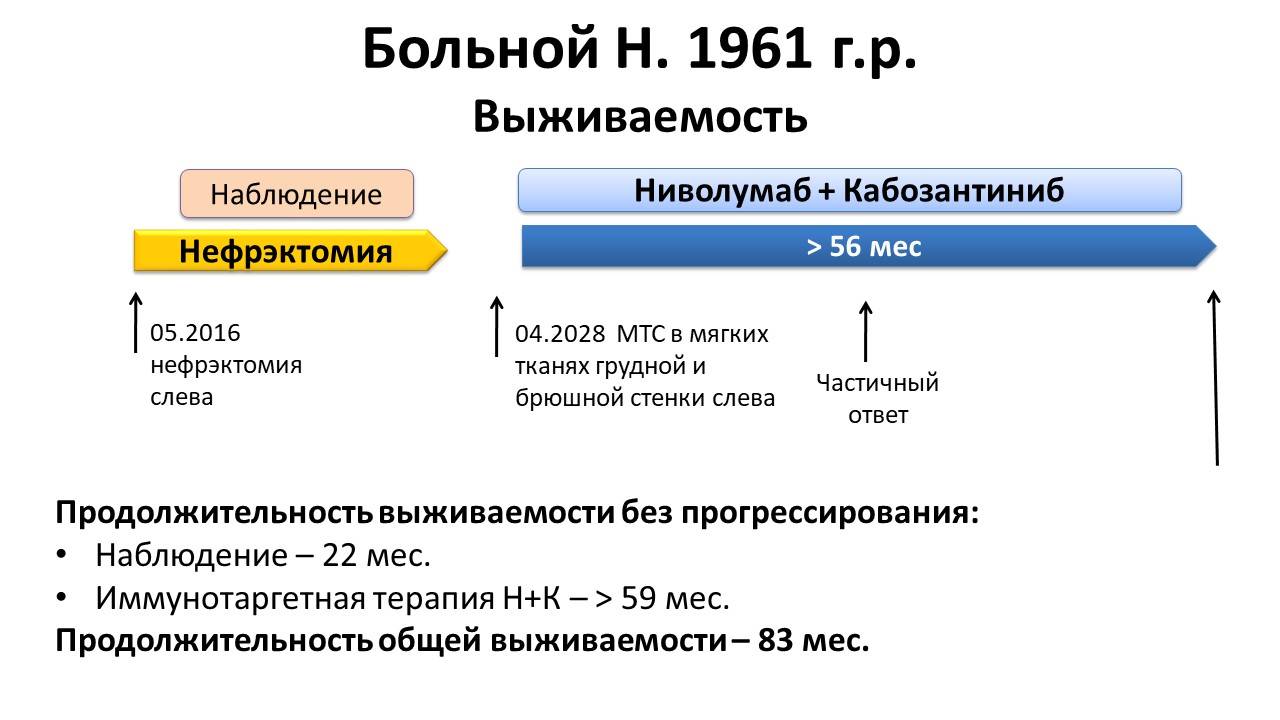 Больной Н. 1961 г.р.
Выживаемость
Наблюдение
Ниволумаб + Кабозантиниб
Нефрэктомия
> 56 мес
05.2016
нефрэктомия
слева
04.2028 МТС в мягких
тканях грудной и
брюшной стенки слева
Частичный
ответ
Продолжительность выживаемости без прогрессирования:
• Наблюдение – 22 мес.
• Иммунотаргетная терапия Н+К – > 59 мес.
Продолжительность общей выживаемости – 83 мес.